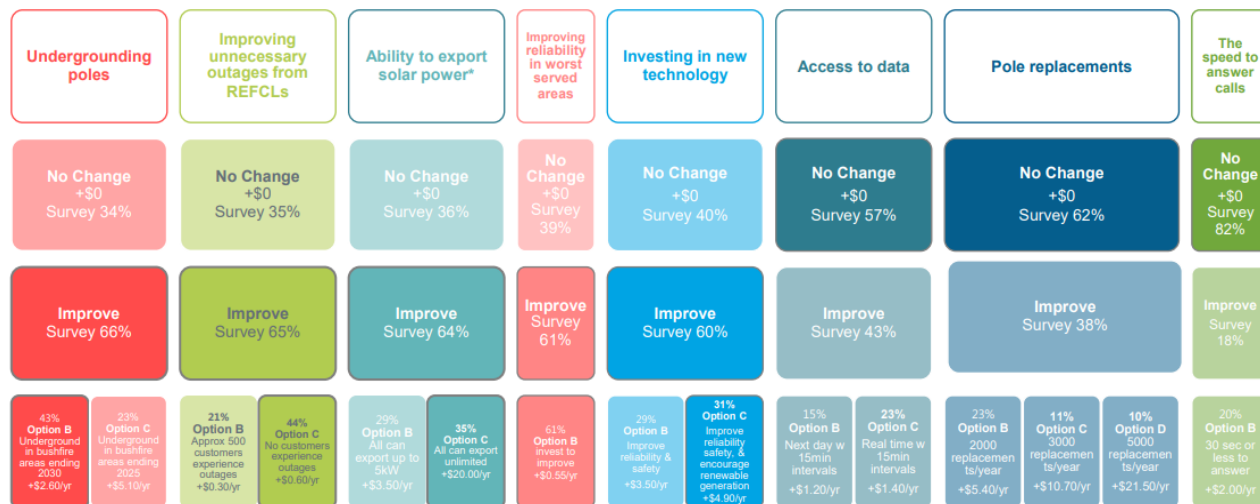 Undergrounding
poles
Improving
unnecessary
outages from
REFCLs
Ability to export
solar power*
Improving
reliability
in worst
served
areas
Investing in new
technology
Access to data
Pole replacements
The
speed to
answer
calls
No Change
+$0
Survey 34%
No Change
+$0
Survey 35%
No Change
+$0
Survey 36%
No
Change
+$0
Survey
39%
No Change
+$0
Survey 40%
No Change
+$0
Survey 57%
No Change
+$0
Survey 62%
No
Change
+$0
Survey
82%
Improve
Survey 66%
Improve
Survey 65%
Improve
Survey 64%
Improve
Survey
61%
Improve
Survey 60%
Improve
Survey 43%
Improve
Survey 38%
Improve
Survey
18%
43%
Option B
Underground
in bushfire
areas ending
2030
+$2.60/yr
23%
Option C
Underground
in bushfire
areas ending
2025
+$5.10/yr
21%
Option B
Approx 500
customers
experience
outages
+$0.30/yr
44%
Option C
No customers
experience
outages
+$0.60/yr
29%
Option B
All can
export up to
5kW
+$3.50/yr
35%
Option C
All can export
unlimited
+$20.00/yr
61%
Option B
invest to
improve
+$0.55/yr
29%
Option B
Improve
reliability &
safety
+$3.50/yr
31%
Option C
Improve
reliability,
safety, &
encourage
renewable
generation
+$4.90/yr
15%
Option B
Next day w
15min
intervals
+$1.20/yr
23%
Option C
Real time w
15min
intervals
+$1.40/yr
23%
Option B
2000
replacemen
ts/year
+$5.40/yr
11%
Option C
3000
replacemen
ts/year
+$10.70/yr
10%
Option D
5000
replacemen
ts/year
+$21.50/yr
20%
Option B
30 sec or
less to
answer
+$2.00/yr